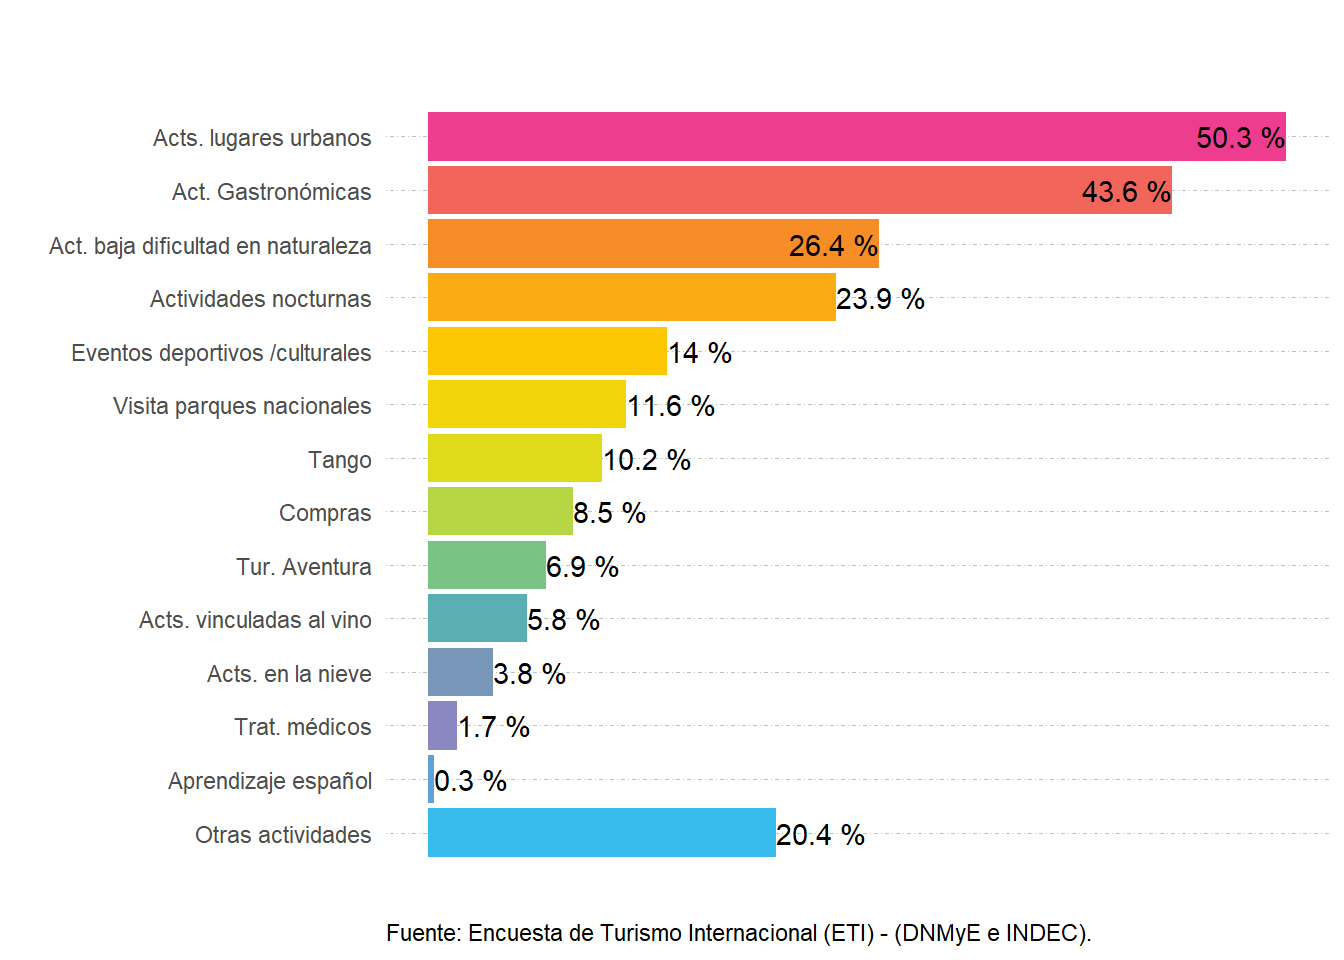 Acts. lugares urbanos 50.3 %
Act. Gastronómicas 43.6 %
Act. baja dificultad en naturaleza 26.4 %
Actividades nocturnas 23.9 %
Eventos deportivos /culturales 14 %
Visita parques nacionales 11.6 %
Tango 10.2 %
Compras 8.5 %
Tur. Aventura 6.9 %
Acts. vinculadas al vino 5.8 %
Acts. en la nieve 3.8 %
Trat. médicos 1.7 %
Aprendizaje español 0.3 %
Otras actividades 20.4 %
Fuente: Encuesta de Turismo Internacional (ETI) - (DNMyE e INDEC).